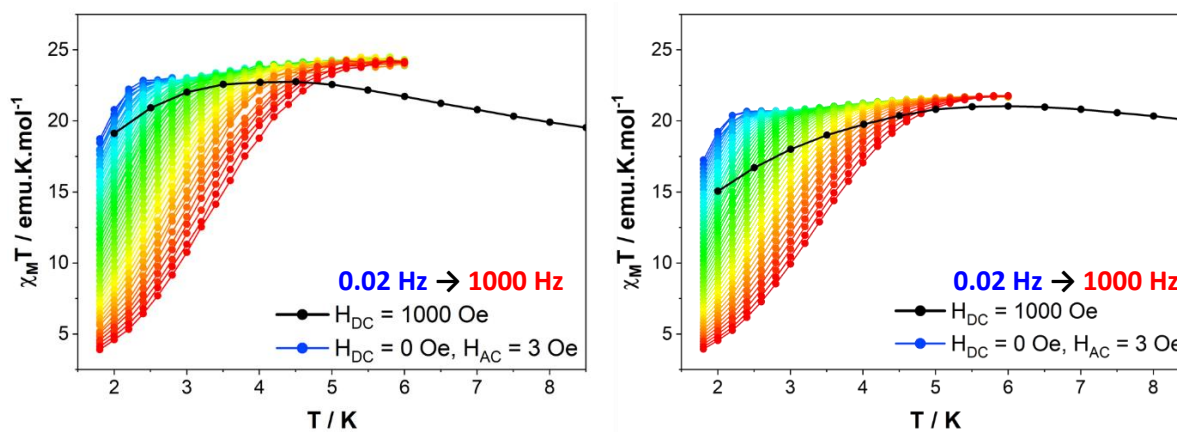 25
20
15
10
5
χMT / emu.K.mol-1
0.02 Hz → 1000 Hz
HDC = 1000 Oe
HDC = 0 Oe, HAC = 3 Oe
2 3 4 5 6 7 8
T / K
25
20
15
10
5
χMT / emu.K.mol-1
0.02 Hz → 1000 Hz
HDC = 1000 Oe
HDC = 0 Oe, HAC = 3 Oe
2 3 4 5 6 7 8
T / K